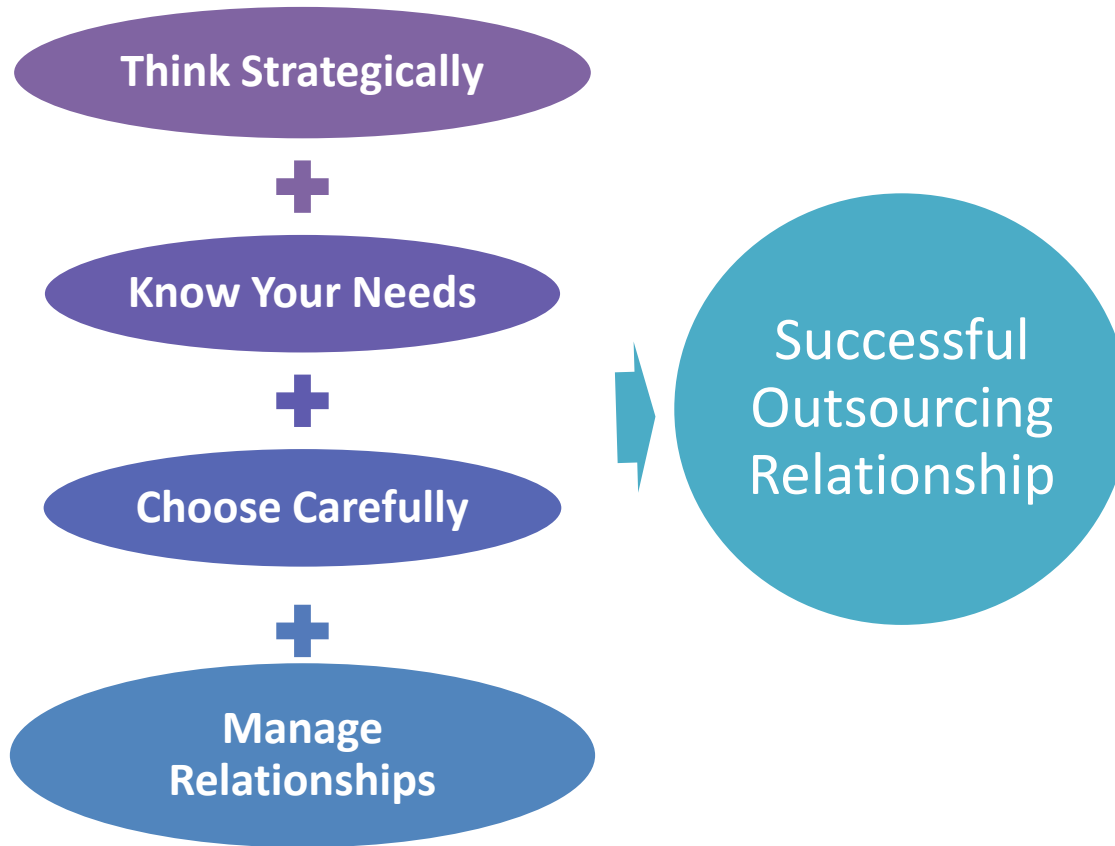 Think Strategically
Know Your Needs
Choose Carefully
Manage
Relationships
Successful
Outsourcing
Relationship